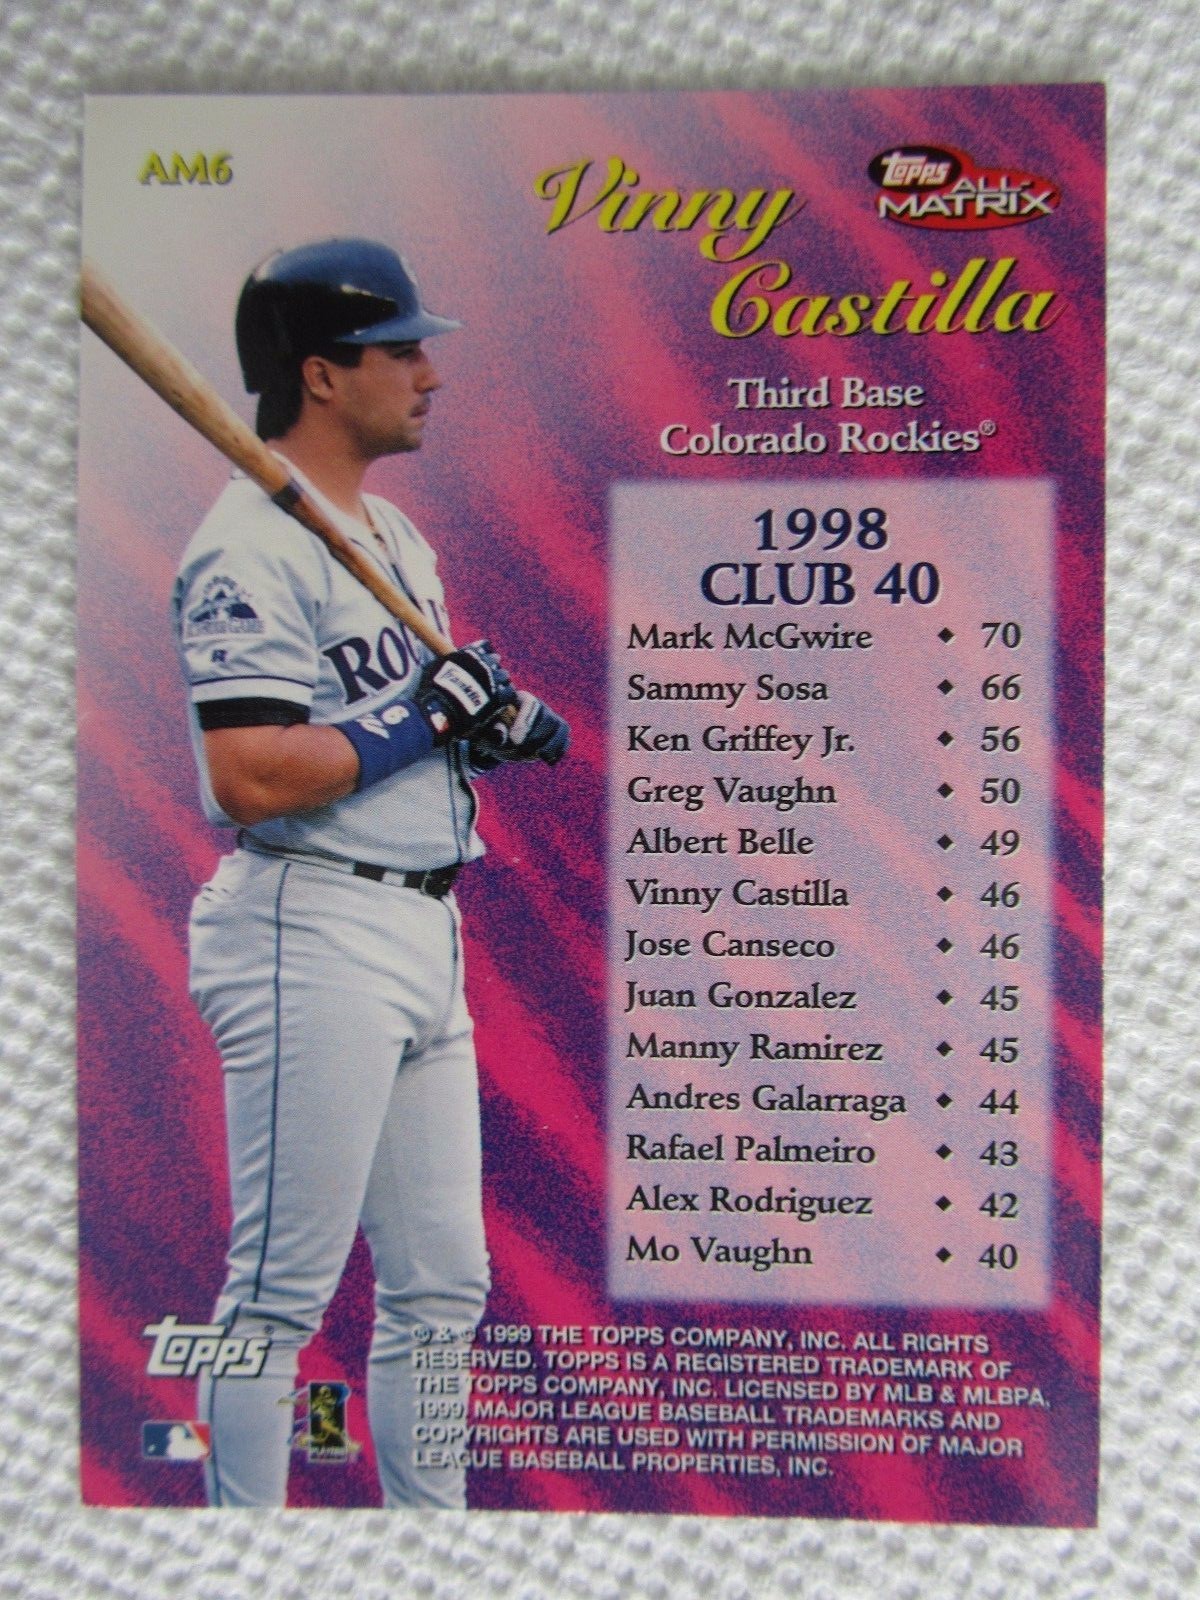 AM6
Vinny
Castilla
Topps
ALL-
MATRIX
Third Base
Colorado Rockies®
1998
CLUB 40
Mark McGwire ◆ 70
Sammy Sosa ◆ 66
Ken Griffey Jr. ◆ 56
Greg Vaughn ◆ 50
Albert Belle ◆ 49
Vinny Castilla ◆ 46
Jose Canseco ◆ 46
Juan Gonzalez ◆ 45
Manny Ramirez ◆ 45
Andres Galarraga ◆ 44
Rafael Palmeiro ◆ 43
Alex Rodriguez ◆ 42
Mo Vaughn ◆ 40
Franklin
6
Topps®
® & © 1999 THE TOPPS COMPANY, INC. ALL RIGHTS
RESERVED. TOPPS IS A REGISTERED TRADEMARK OF
THE TOPPS COMPANY, INC. LICENSED BY MLB & MLBPA,
1999. MAJOR LEAGUE BASEBALL TRADEMARKS AND
COPYRIGHTS ARE USED WITH PERMISSION OF MAJOR
LEAGUE BASEBALL PROPERTIES, INC.